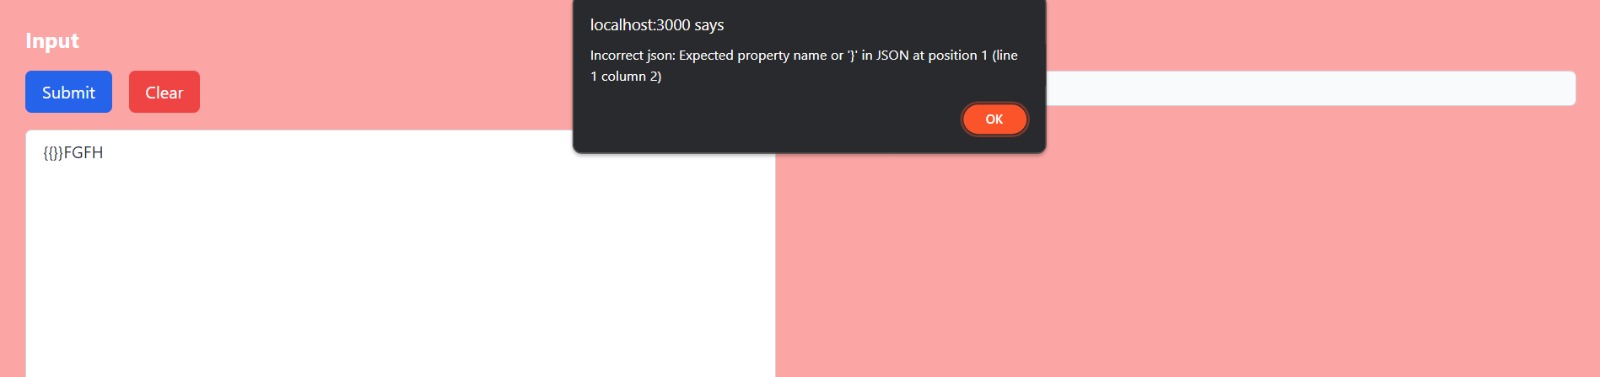 localhost:3000 says
Incorrect json: Expected property name or '}' in JSON at position 1 (line
1 column 2)
OK
Input
Submit
Clear
{{}}FGFH